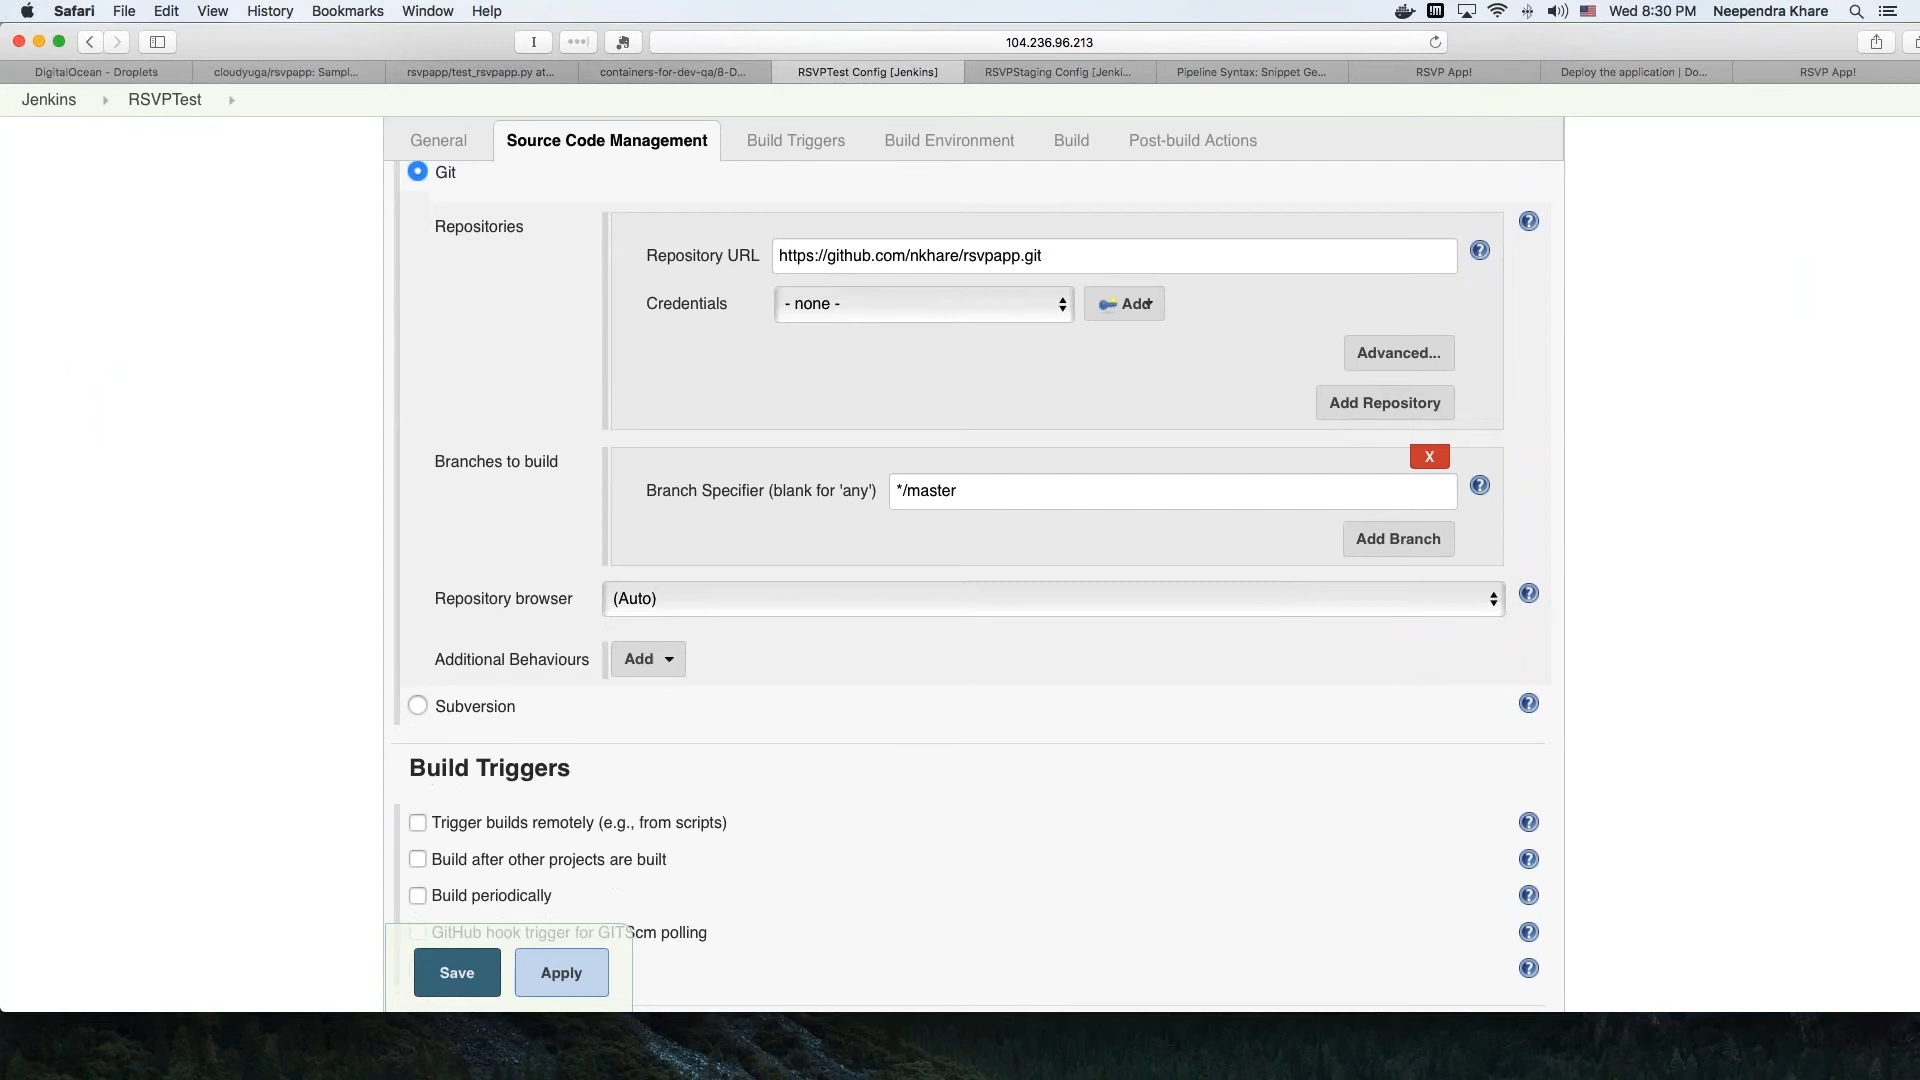 Safari File Edit View History Bookmarks Window Help Wed 8:30 PM Neependra Khare
104.236.96.213
DigitalOcean - Droplets cloudyuga/rsvpapp: Sampl... rsvpapp/test_rsvpapp.py at... containers-for-dev-qa/8-D... RSVPTest Config [Jenkins] RSVPStaging Config [Jenki... Pipeline Syntax: Snippet Ge... RSVP App! Deploy the application | Do... RSVP App!
Jenkins RSVPTest
General Source Code Management Build Triggers Build Environment Build Post-build Actions
Git
Repositories
Repository URL https://github.com/nkhare/rsvpapp.git
Credentials - none - Add
Advanced...
Add Repository
X
Branches to build
Branch Specifier (blank for 'any') */master
Add Branch
Repository browser (Auto)
Additional Behaviours Add
Subversion
Build Triggers
Trigger builds remotely (e.g., from scripts)
Build after other projects are built
Build periodically
GitHub hook trigger for GITScm polling
Save Apply